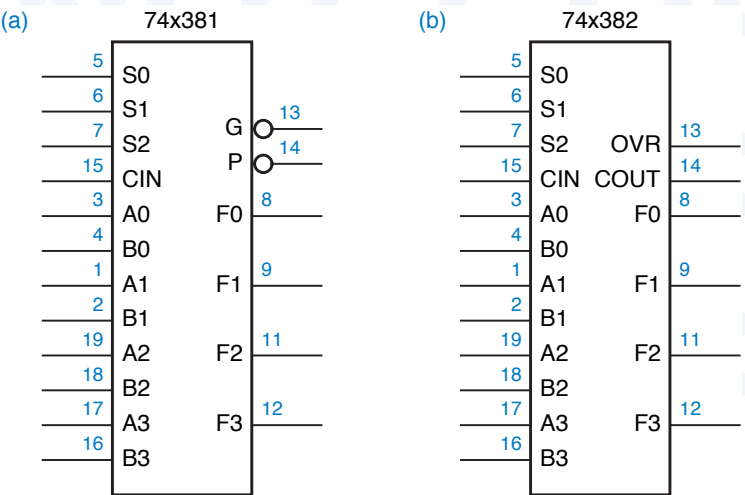 (a) 74x381
5 S0
6 S1
7 S2
15 CIN
3 A0
4 B0
1 A1
2 B1
19 A2
18 B2
17 A3
16 B3
G 13
P 14
F0 8
F1 9
F2 11
F3 12
(b) 74x382
5 S0
6 S1
7 S2
15 CIN
3 A0
4 B0
1 A1
2 B1
19 A2
18 B2
17 A3
16 B3
OVR 13
COUT 14
F0 8
F1 9
F2 11
F3 12